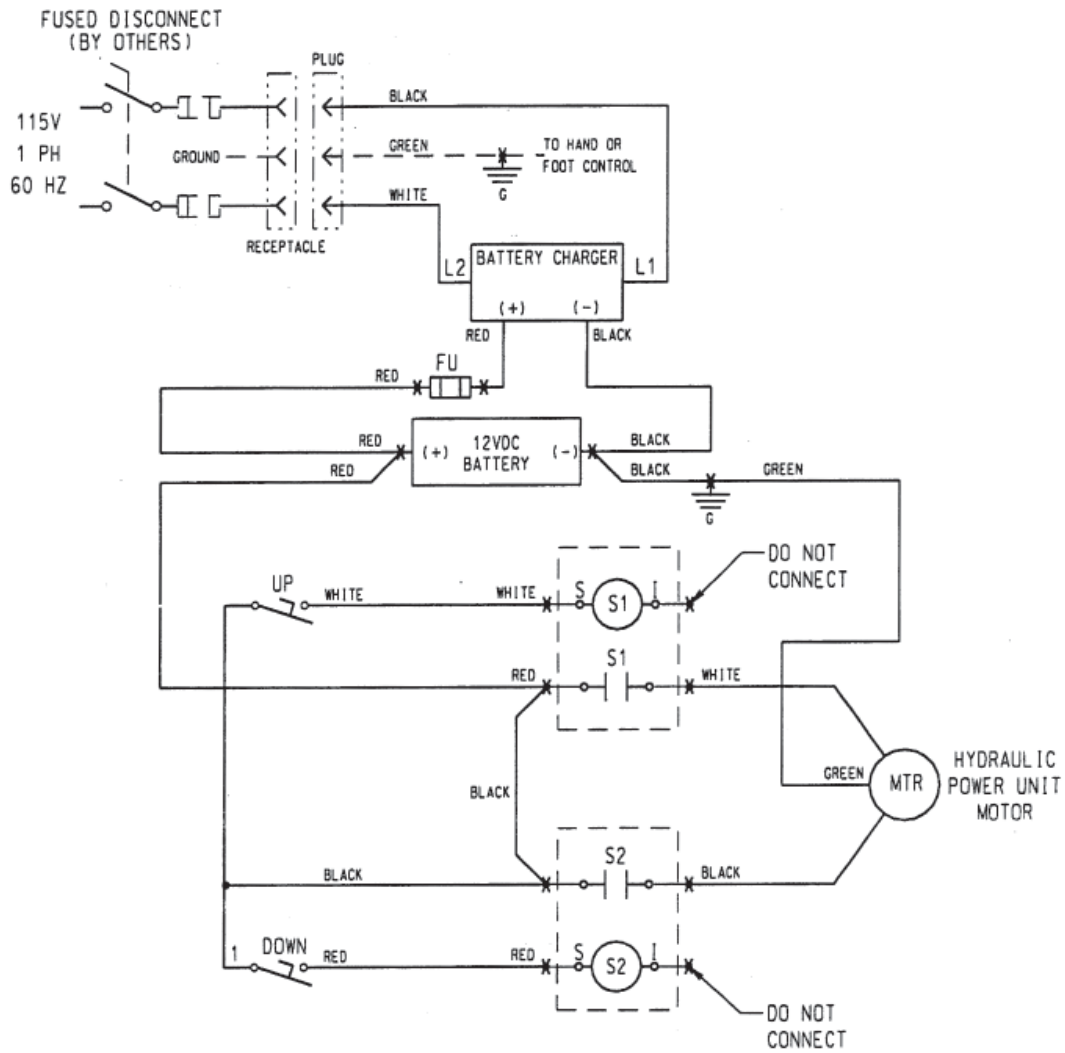 FUSED DISCONNECT
(BY OTHERS)
PLUG
BLACK
115V
1 PH
60 HZ
GROUND
GREEN
TO HAND OR
FOOT CONTROL
G
WHITE
RECEPTACLE
L2
BATTERY CHARGER
L1
(+)
(-)
RED
BLACK
FU
RED
RED
(+)
12VDC
BATTERY
(-)
BLACK
RED
BLACK
GREEN
G
DO NOT
CONNECT
UP
WHITE
WHITE
S
S1
I
S1
RED
WHITE
HYDRAULIC
POWER UNIT
MOTOR
GREEN
MTR
BLACK
S2
BLACK
BLACK
1
DOWN
RED
RED
S
S2
I
DO NOT
CONNECT